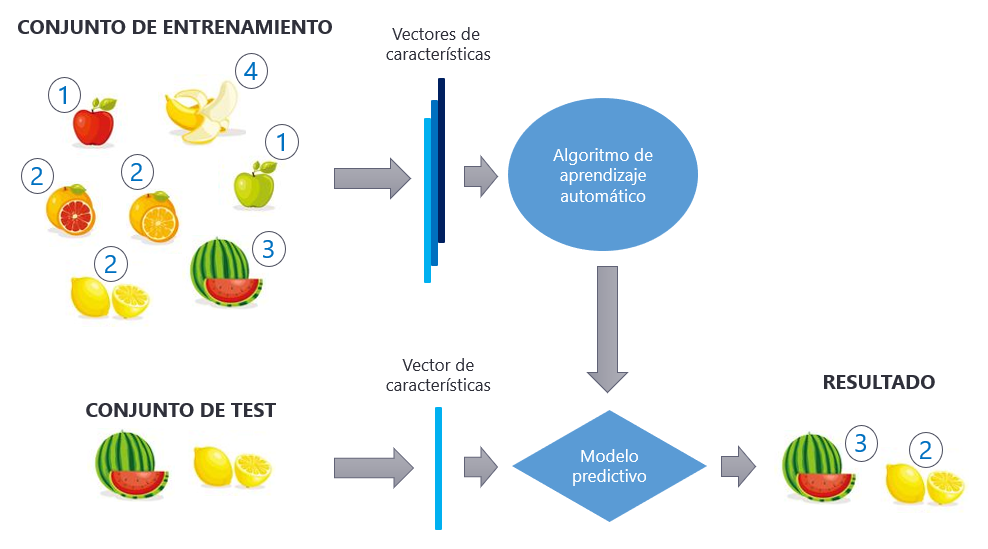 CONJUNTO DE ENTRENAMIENTO
Vectores de
características
4
1
1
2
2
3
2
Algoritmo de
aprendizaje
automático
Vector de
características
RESULTADO
CONJUNTO DE TEST
Modelo
predictivo
3
2